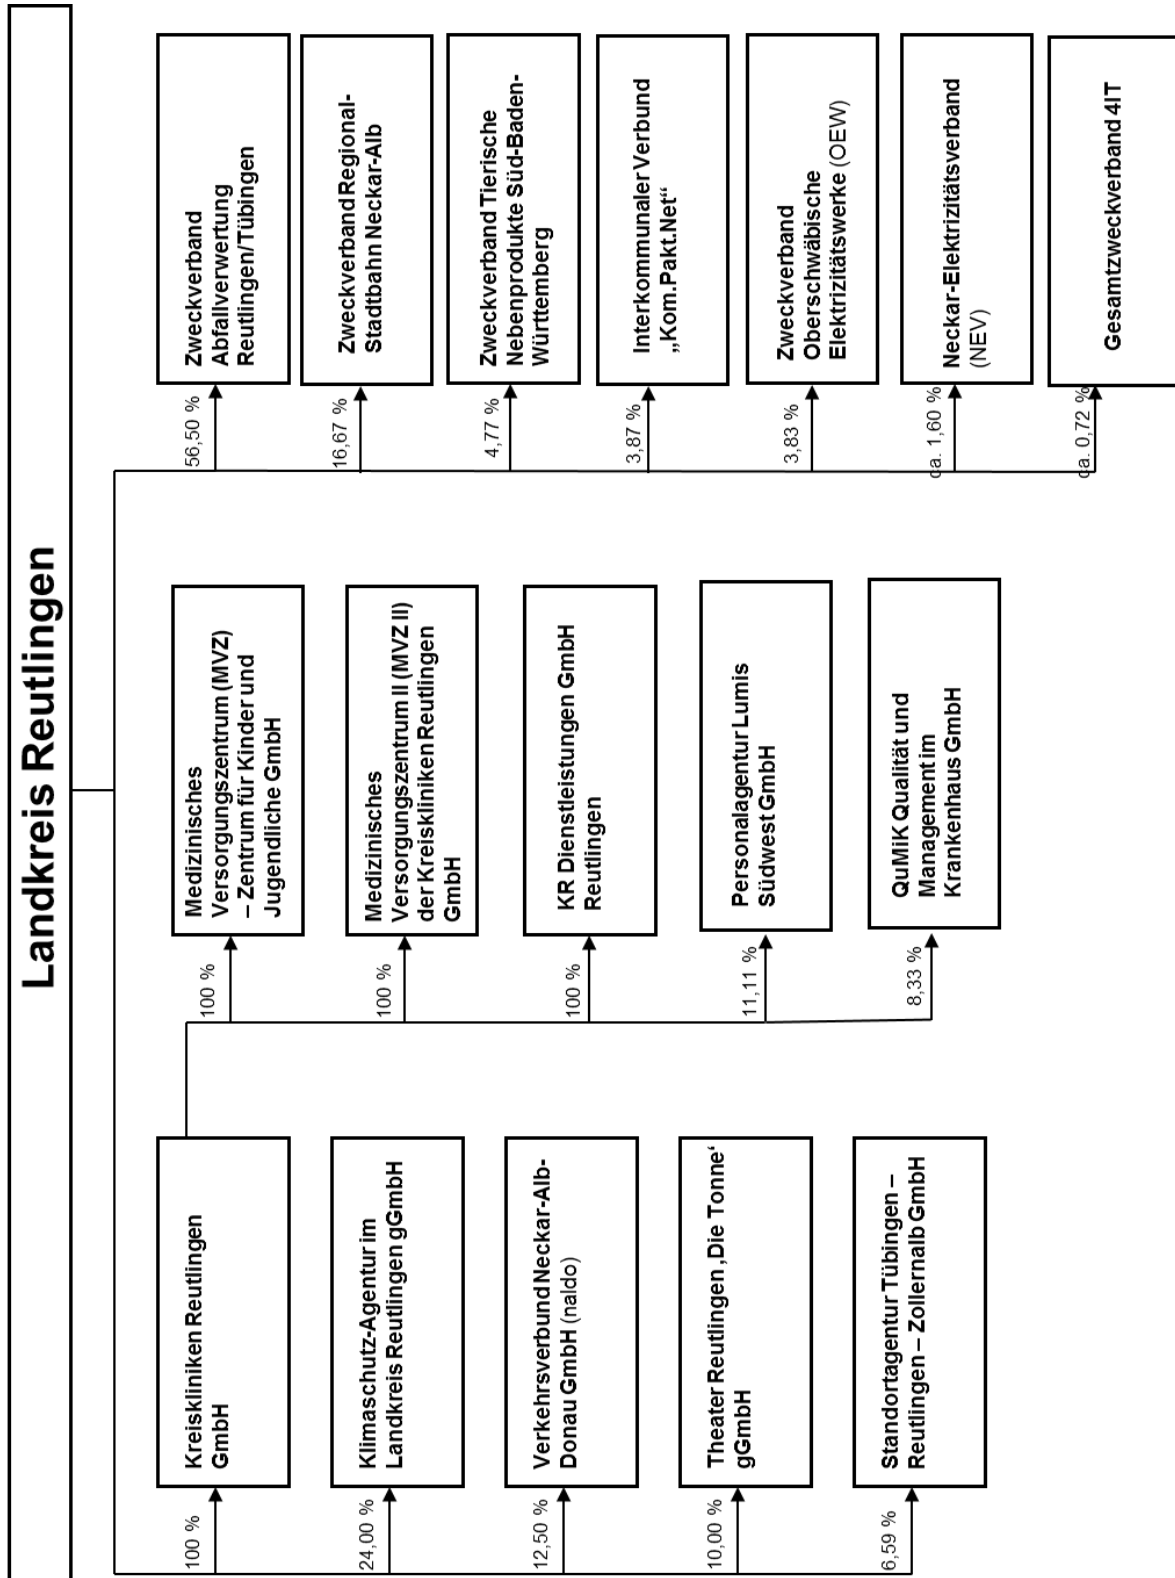 Landkreis Reutlingen
100 %
Kreiskliniken Reutlingen
GmbH
24,00 %
Klimaschutz-Agentur im
Landkreis Reutlingen gGmbH
12,50 %
Verkehrsverbund Neckar-Alb-
Donau GmbH (naldo)
10,00 %
Theater Reutlingen ‚Die Tonne‘
gGmbH
6,59 %
Standortagentur Tübingen –
Reutlingen – Zollernalb GmbH
100 %
Medizinisches
Versorgungszentrum (MVZ)
– Zentrum für Kinder und
Jugendliche GmbH
100 %
Medizinisches
Versorgungszentrum II (MVZ II)
der Kreiskliniken Reutlingen
GmbH
100 %
KR Dienstleistungen GmbH
Reutlingen
11,11 %
Personalagentur Lumis
Südwest GmbH
8,33 %
QuMiK Qualität und
Management im
Krankenhaus GmbH
56,50 %
Zweckverband
Abfallverwertung
Reutlingen/Tübingen
16,67 %
Zweckverband Regional-
Stadtbahn Neckar-Alb
4,77 %
Zweckverband Tierische
Nebenprodukte Süd-Baden-
Württemberg
3,87 %
Interkommunaler Verbund
„Kom.Pakt.Net“
3,83 %
Zweckverband
Oberschwäbische
Elektrizitätswerke (OEW)
ca. 1,60 %
Neckar-Elektrizitätsverband
(NEV)
ca. 0,72 %
Gesamtzweckverband 4IT